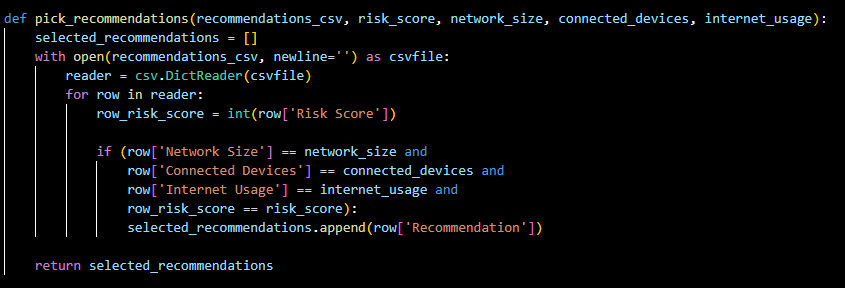 def pick_recommendations(recommendations_csv, risk_score, network_size, connected_devices, internet_usage):
    selected_recommendations = []
    with open(recommendations_csv, newline='') as csvfile:
        reader = csv.DictReader(csvfile)
        for row in reader:
            row_risk_score = int(row['Risk Score'])

            if (row['Network Size'] == network_size and
                row['Connected Devices'] == connected_devices and
                row['Internet Usage'] == internet_usage and
                row_risk_score == risk_score):
                selected_recommendations.append(row['Recommendation'])

    return selected_recommendations